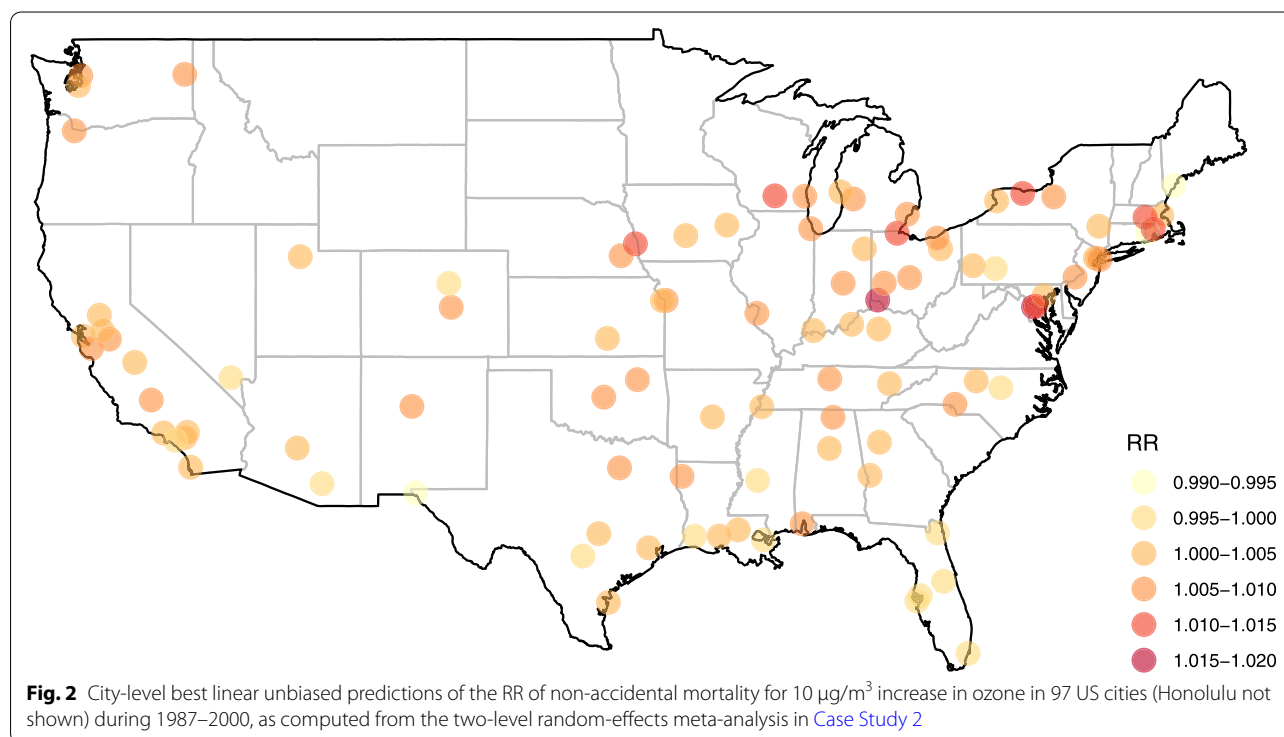 RR
0.990–0.995
0.995–1.000
1.000–1.005
1.005–1.010
1.010–1.015
1.015–1.020
Fig. 2 City-level best linear unbiased predictions of the RR of non-accidental mortality for 10 μg/m³ increase in ozone in 97 US cities (Honolulu not
shown) during 1987–2000, as computed from the two-level random-effects meta-analysis in Case Study 2